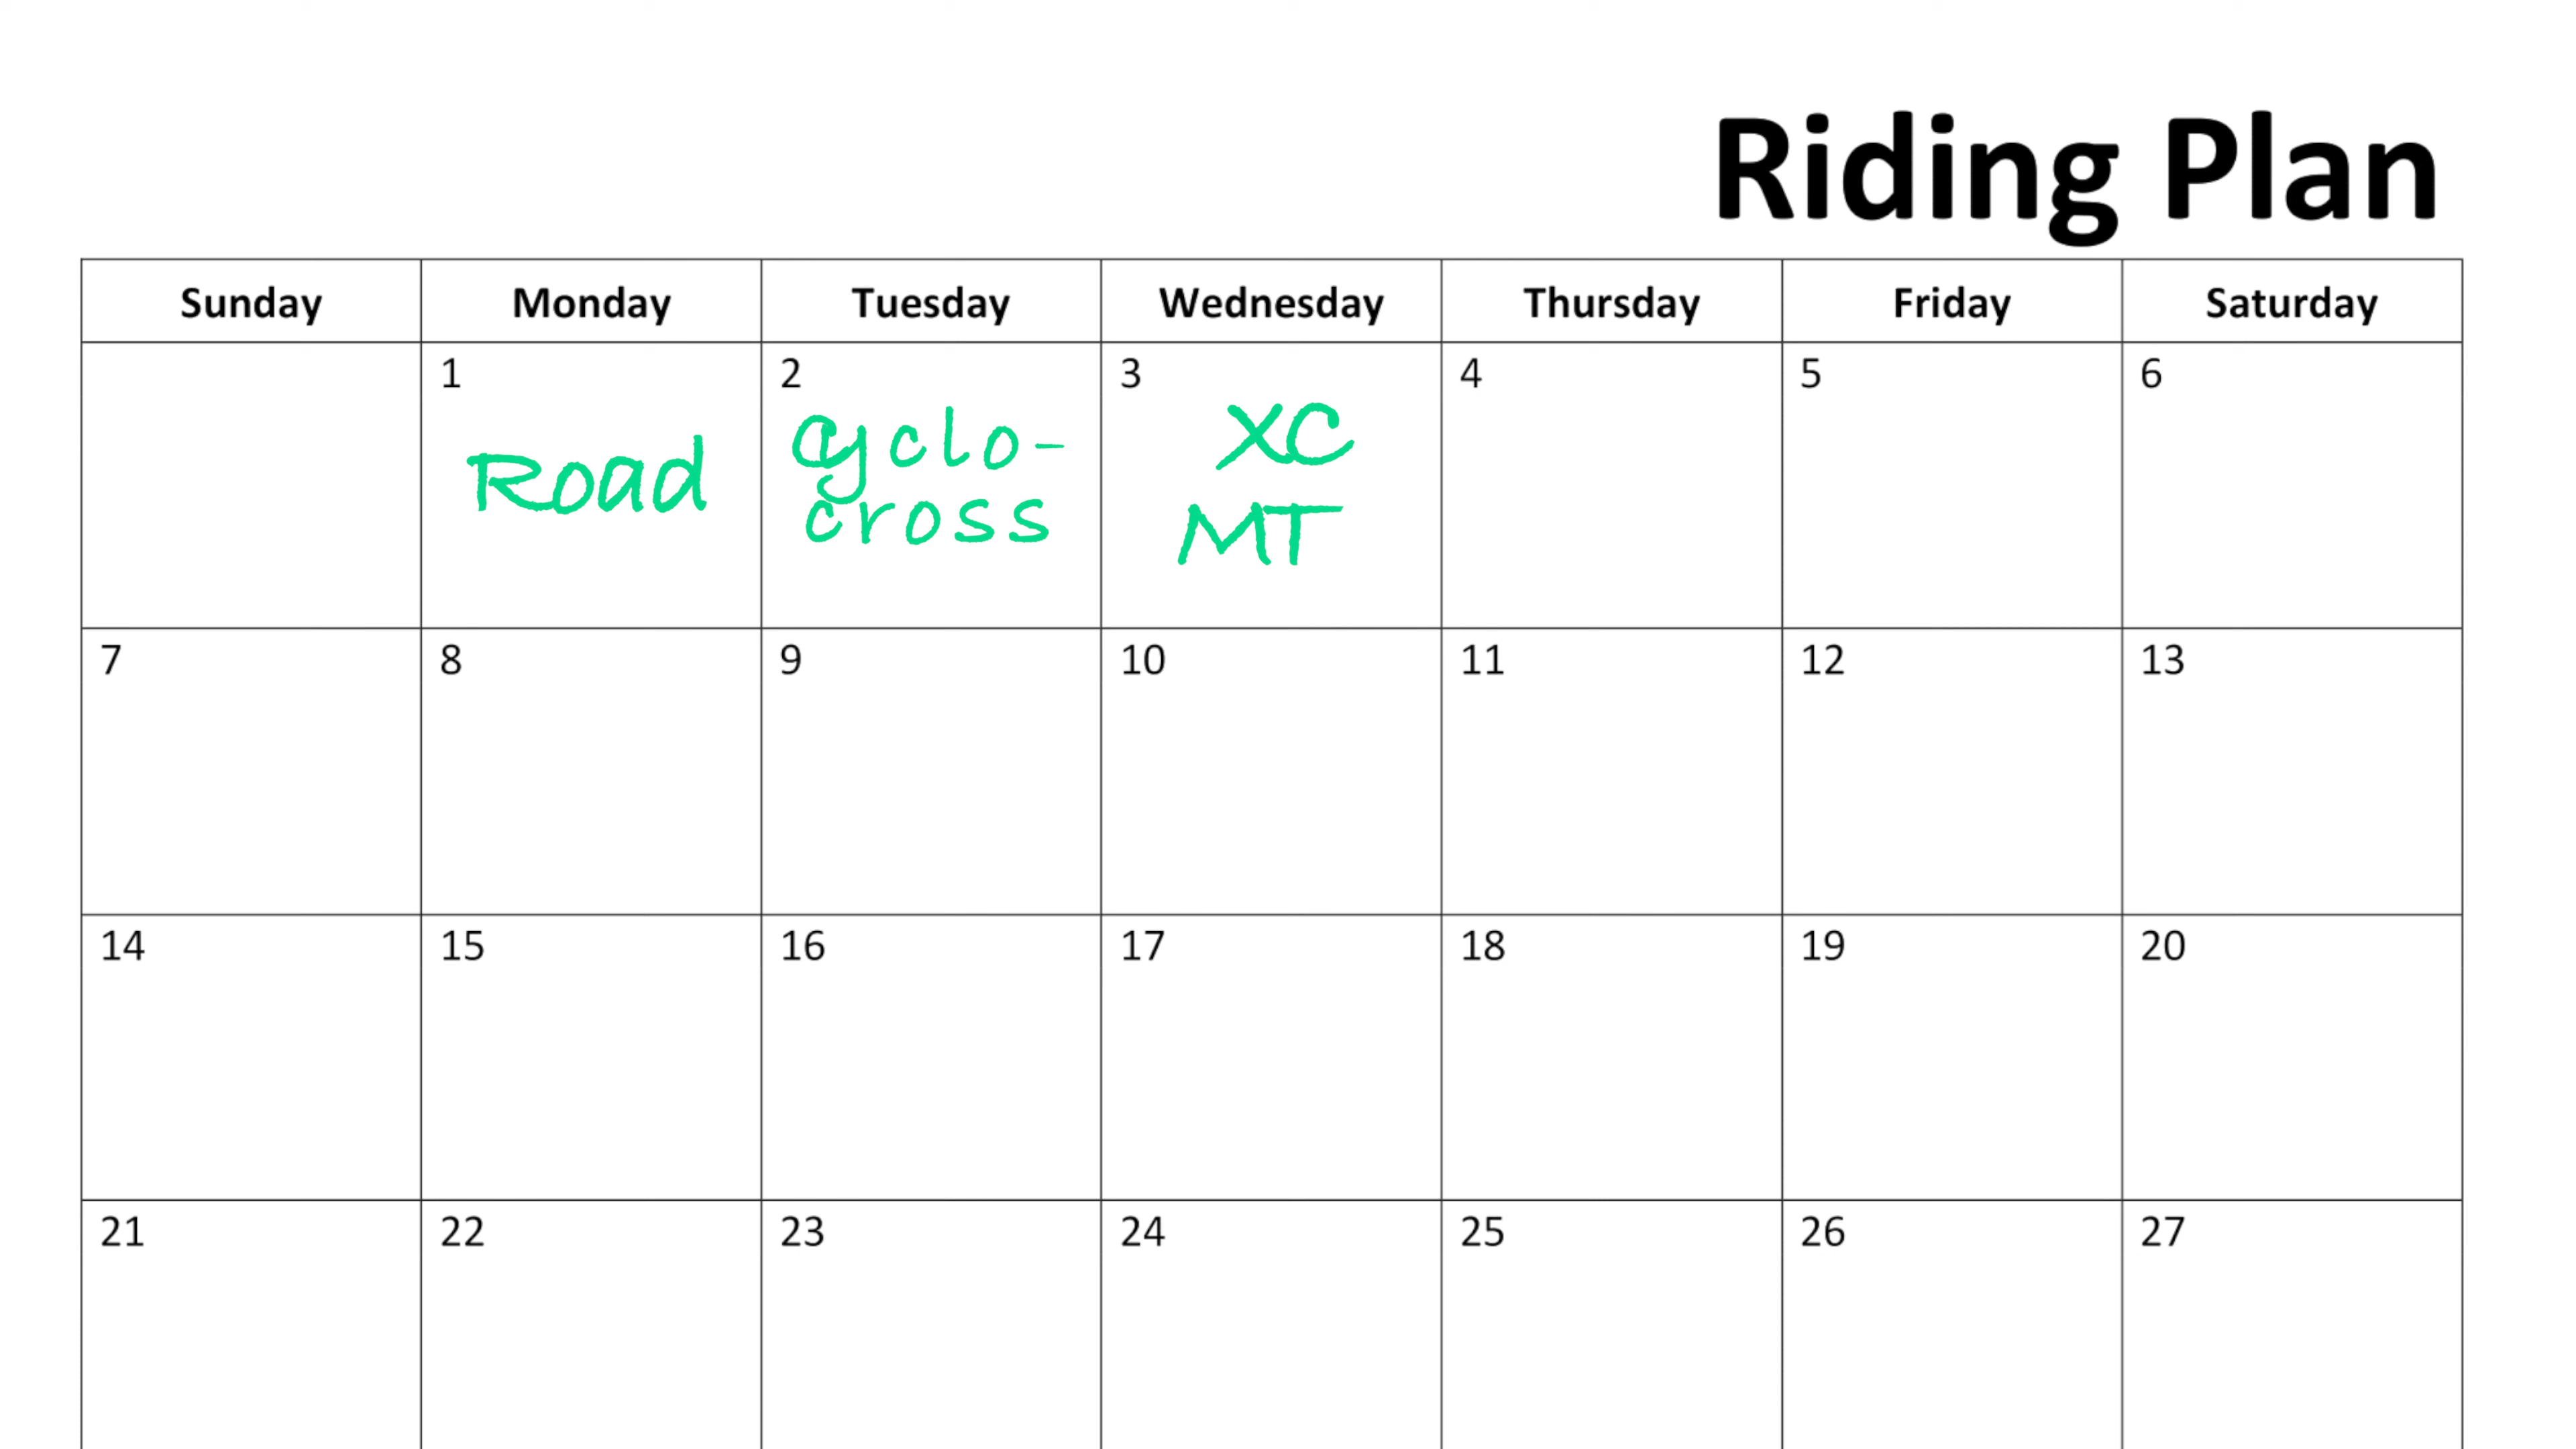 Riding Plan
Sunday Monday Tuesday Wednesday Thursday Friday Saturday
1 2 3 4 5 6
Road cyclo- XC
cross MT
7 8 9 10 11 12 13
14 15 16 17 18 19 20
21 22 23 24 25 26 27